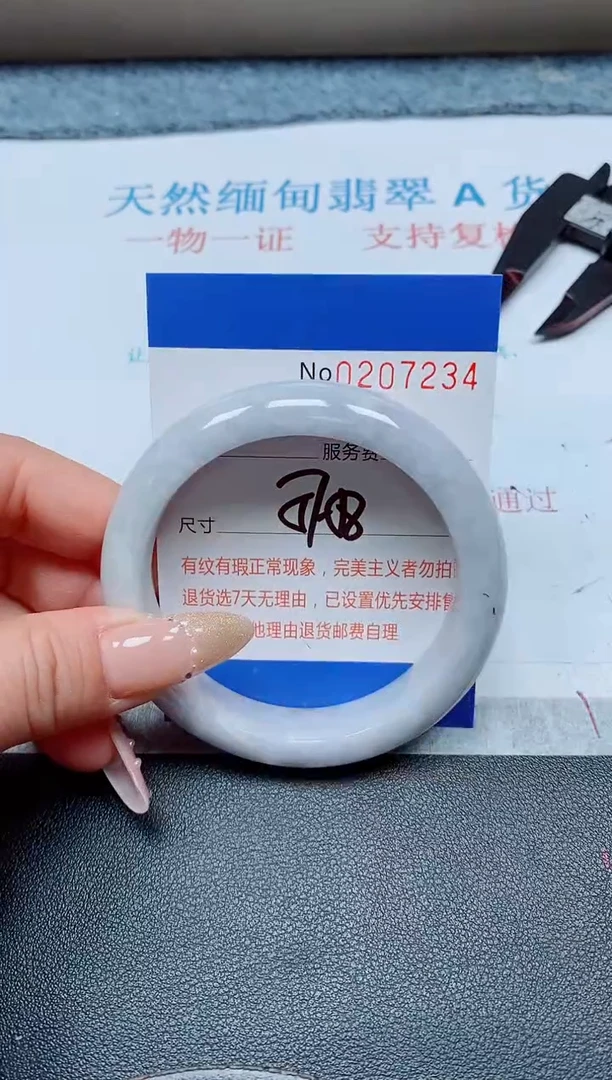 天然缅甸翡翠 A 货
一物一证 支持复检
No0207234
服务费
尺寸
有纹有瑕正常现象，完美主义者勿拍
退货选7天无理由，已设置优先安排
他理由退货邮费自理
通过